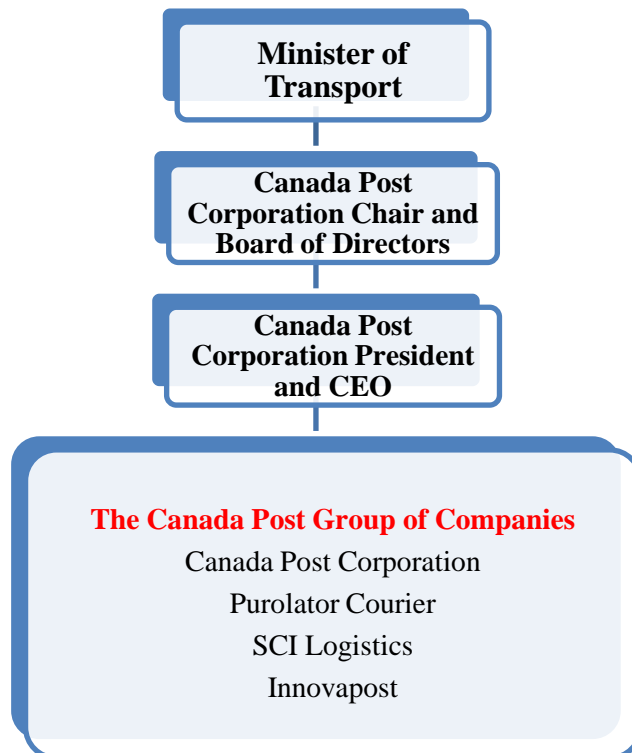 Minister of
Transport
Canada Post
Corporation Chair and
Board of Directors
Canada Post
Corporation President
and CEO
The Canada Post Group of Companies
Canada Post Corporation
Purolator Courier
SCI Logistics
Innovapost